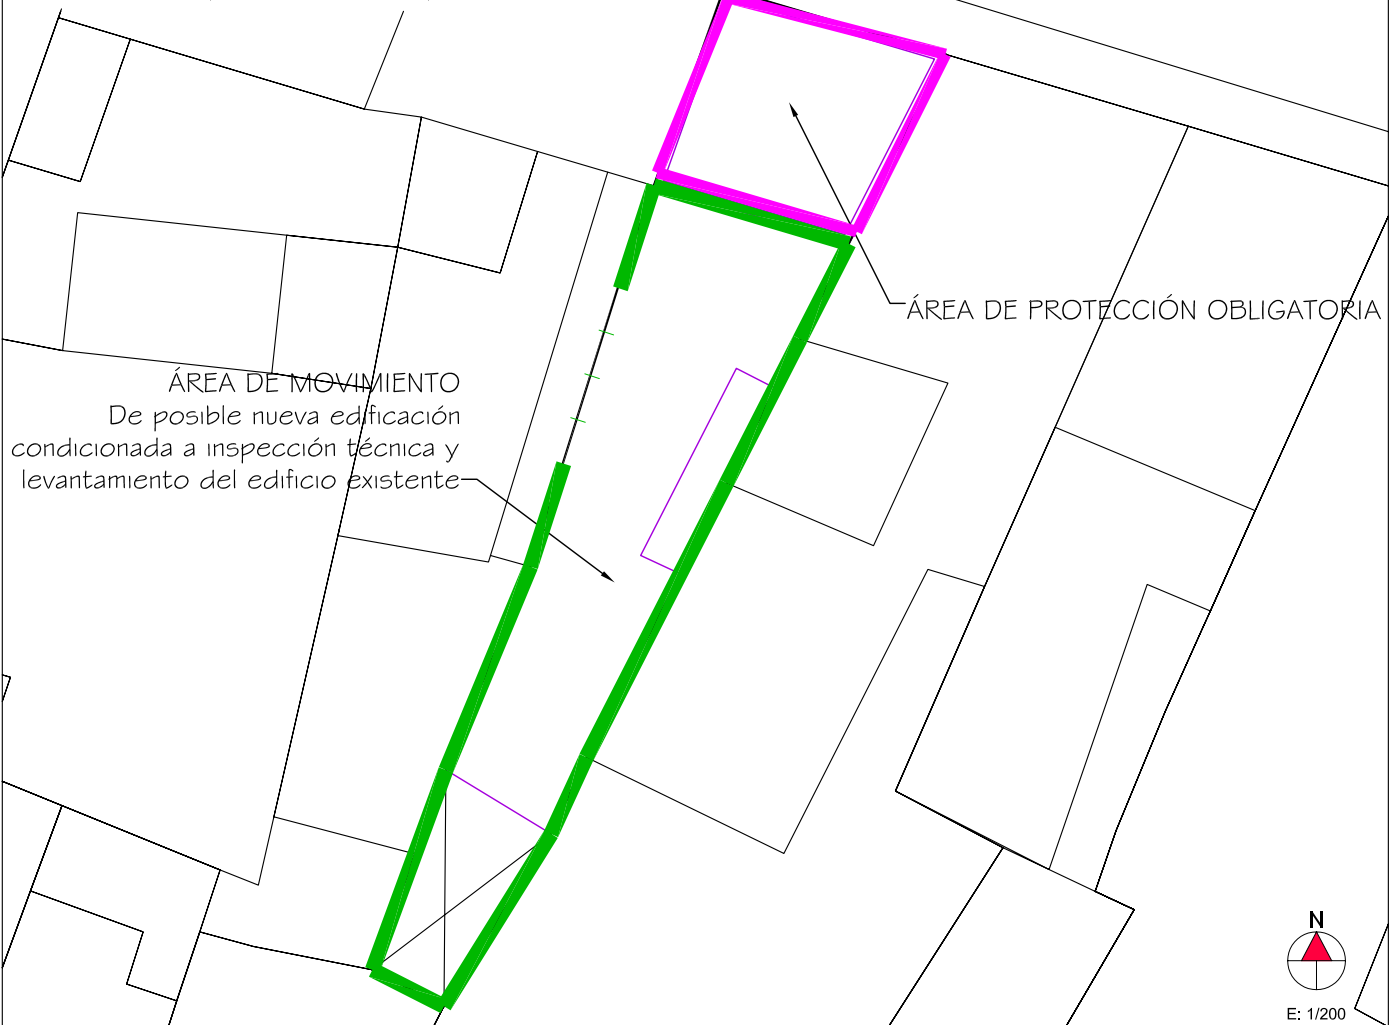 ÁREA DE PROTECCIÓN OBLIGATORIA
ÁREA DE MOVIMIENTO
De posible nueva edificación
condicionada a inspección técnica y
levantamiento del edificio existente
N
E: 1/200